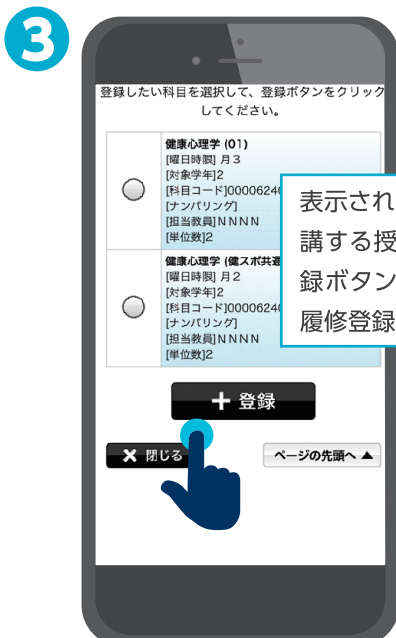 3
登録したい科目を選択して、登録ボタンをクリック
してください。
健康心理学 (01)
[曜日時限] 月３
[対象学年]2
[科目コード]00006240
[ナンバリング]
[担当教員]ＮＮＮＮ
[単位数]2
健康心理学 (健スポ共通
[曜日時限] 月２
[対象学年]2
[科目コード]00006240
[ナンバリング]
[担当教員]ＮＮＮＮ
[単位数]2
表示され
講する授
録ボタン
履修登録
＋ 登録
✖ 閉じる
ページの先頭へ ▲